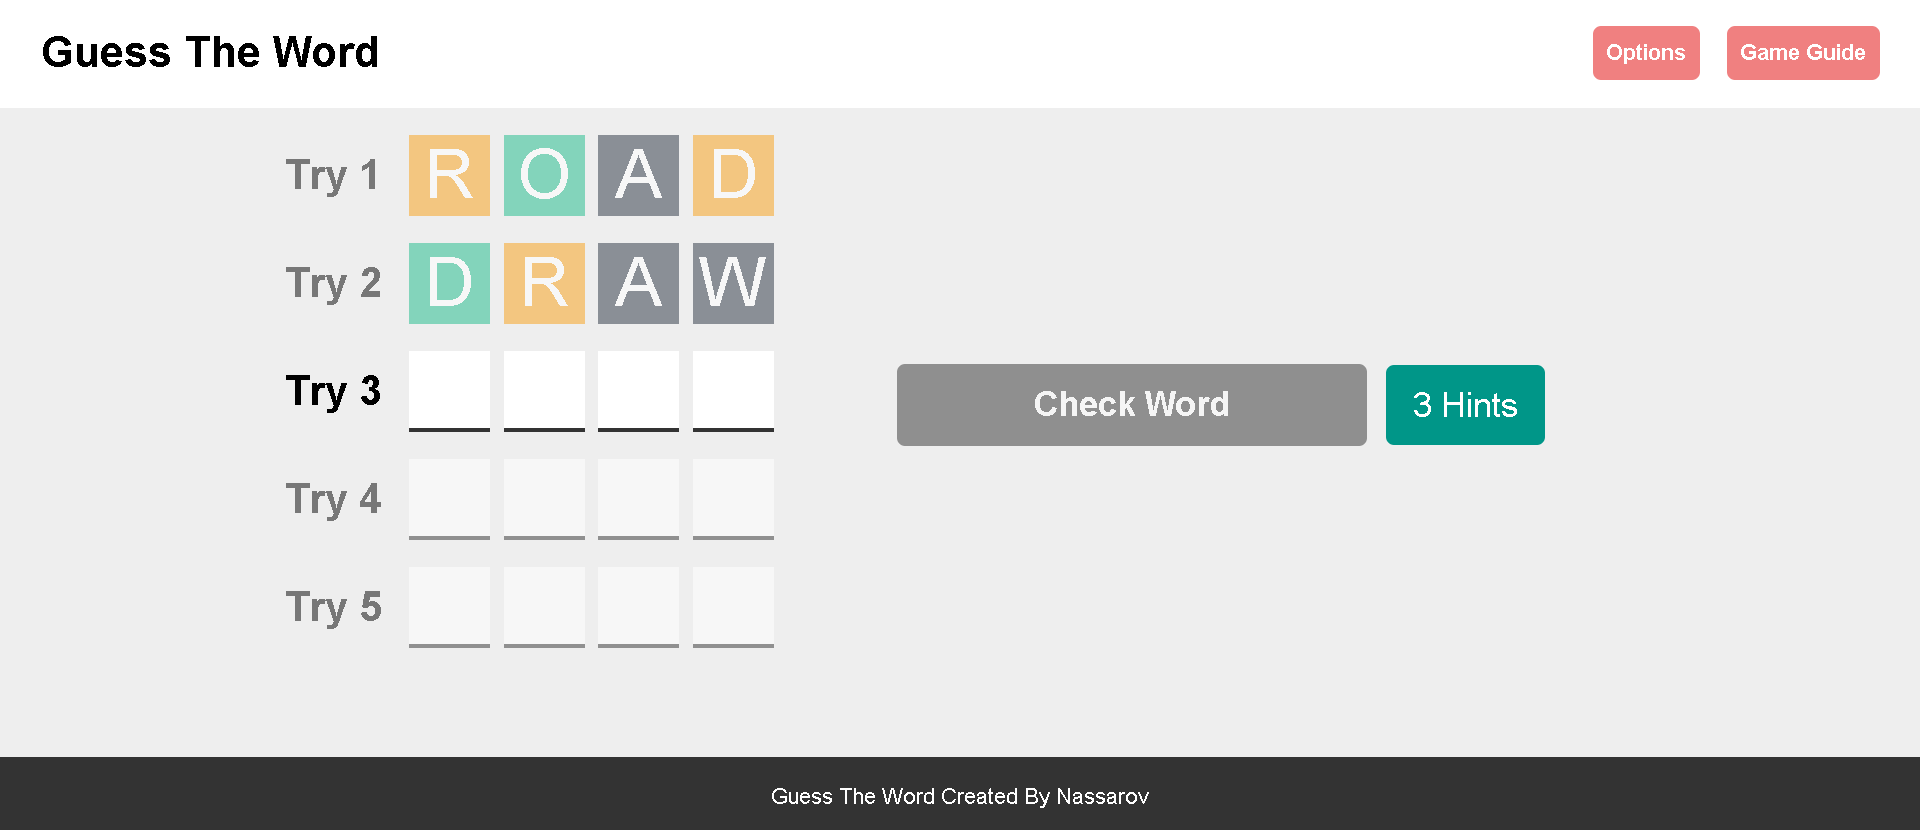 Guess The Word
Options
Game Guide
Try 1 R O A D
Try 2 D R A W
Try 3
Check Word
3 Hints
Try 4
Try 5
Guess The Word Created By Nassarov